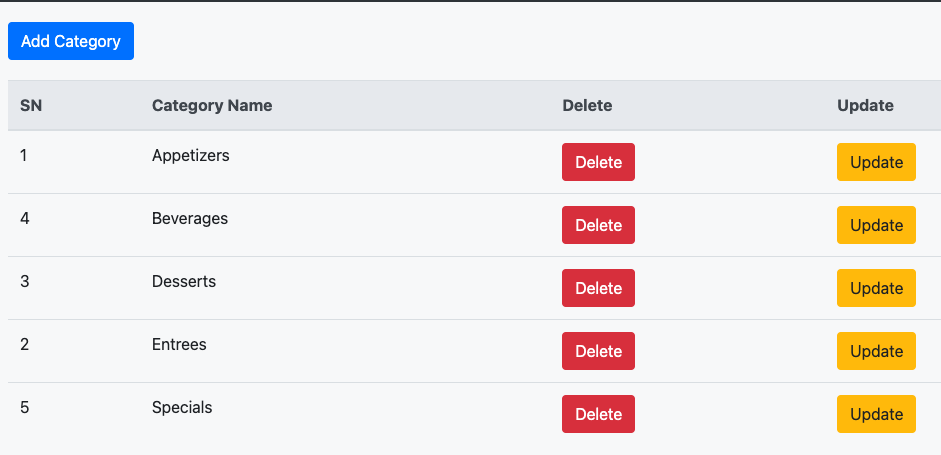 Add Category
SN Category Name Delete Update
1 Appetizers Delete Update
4 Beverages Delete Update
3 Desserts Delete Update
2 Entrees Delete Update
5 Specials Delete Update